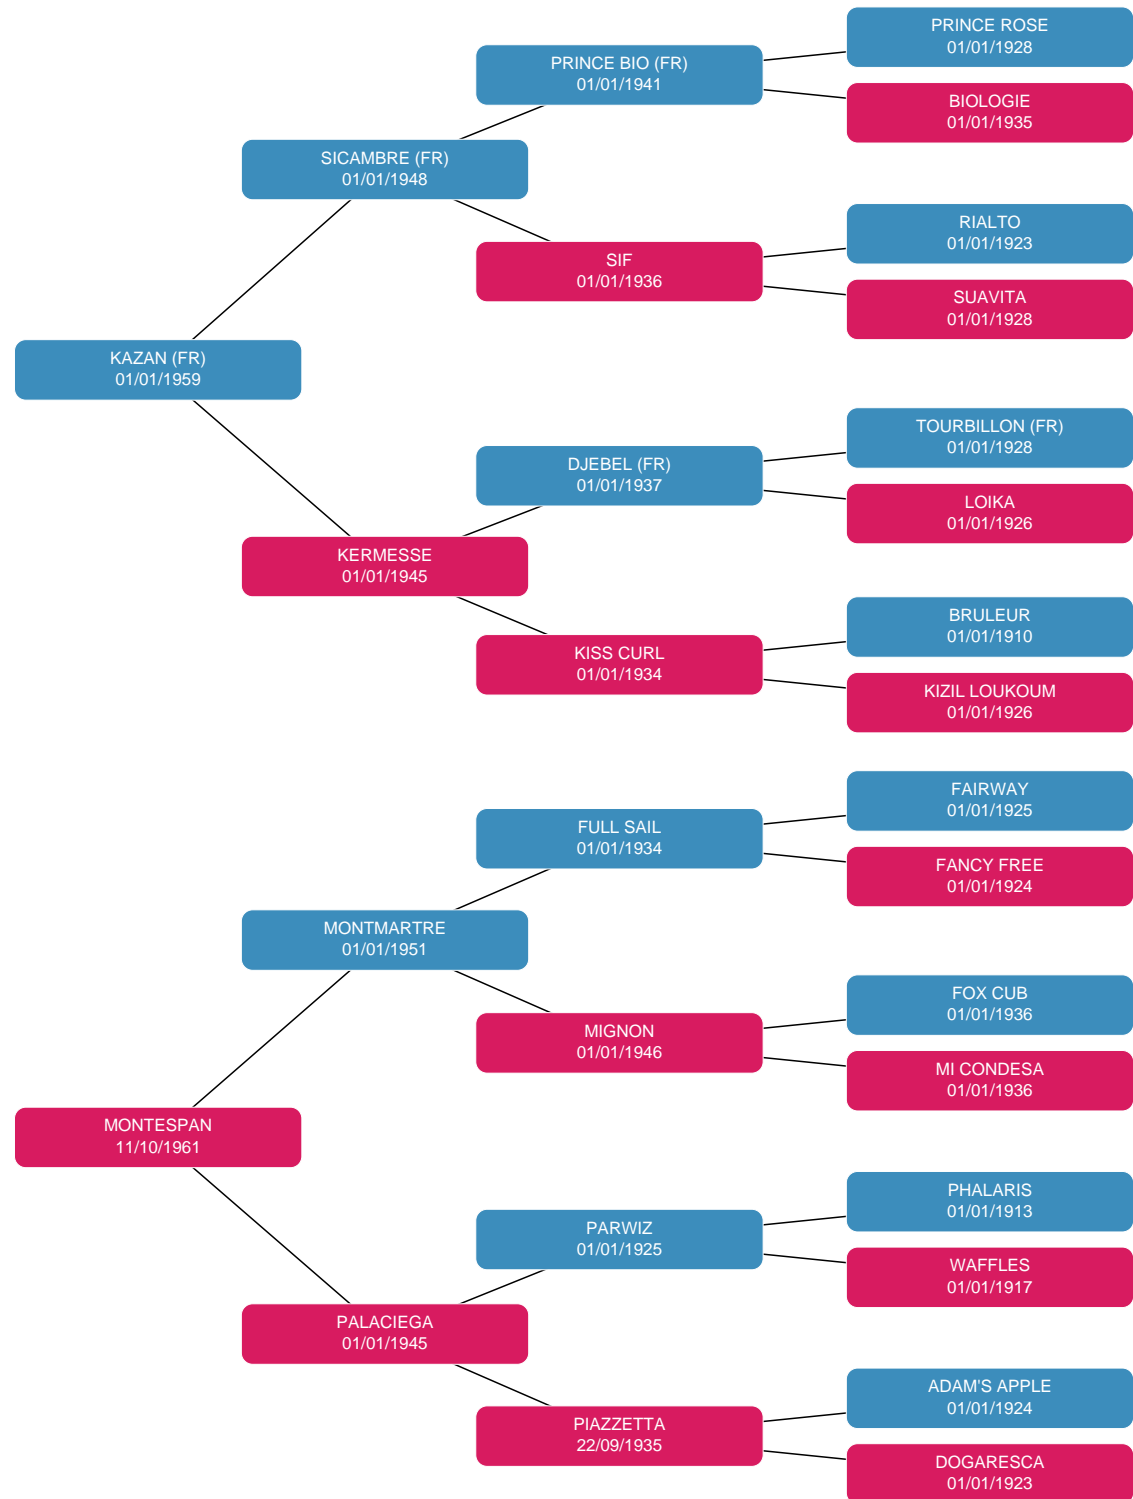 PRINCE ROSE
01/01/1928
PRINCE BIO (FR)
01/01/1941
BIOLOGIE
01/01/1935
SICAMBRE (FR)
01/01/1948
RIALTO
01/01/1923
SIF
01/01/1936
SUAVITA
01/01/1928
KAZAN (FR)
01/01/1959
TOURBILLON (FR)
01/01/1928
DJEBEL (FR)
01/01/1937
LOIKA
01/01/1926
KERMESSE
01/01/1945
BRULEUR
01/01/1910
KISS CURL
01/01/1934
KIZIL LOUKOUM
01/01/1926
FAIRWAY
01/01/1925
FULL SAIL
01/01/1934
FANCY FREE
01/01/1924
MONTMARTRE
01/01/1951
FOX CUB
01/01/1936
MIGNON
01/01/1946
MI CONDESA
01/01/1936
MONTESPAN
11/10/1961
PHALARIS
01/01/1913
PARWIZ
01/01/1925
WAFFLES
01/01/1917
PALACIEGA
01/01/1945
ADAM'S APPLE
01/01/1924
PIAZZETTA
22/09/1935
DOGARESCA
01/01/1923